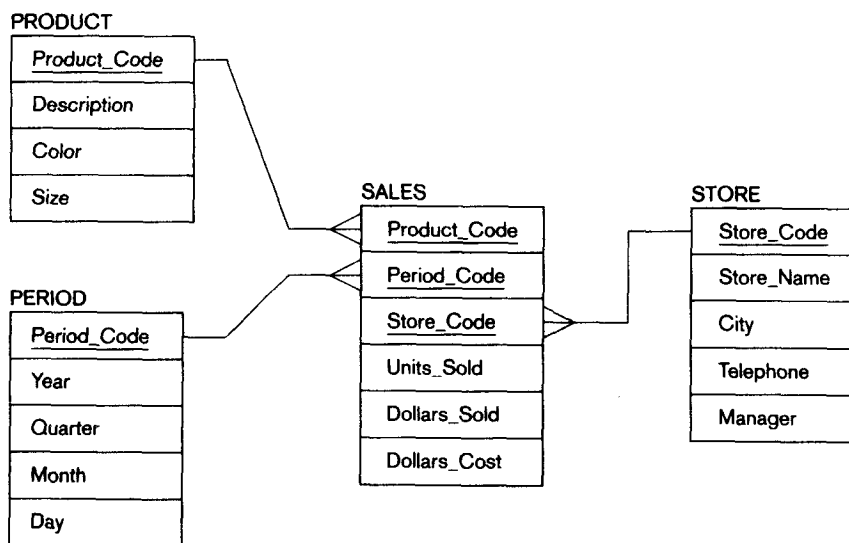 PRODUCT
Product_Code
Description
Color
Size
PERIOD
Period_Code
Year
Quarter
Month
Day
SALES
Product_Code
Period_Code
Store_Code
Units_Sold
Dollars_Sold
Dollars_Cost
STORE
Store_Code
Store_Name
City
Telephone
Manager